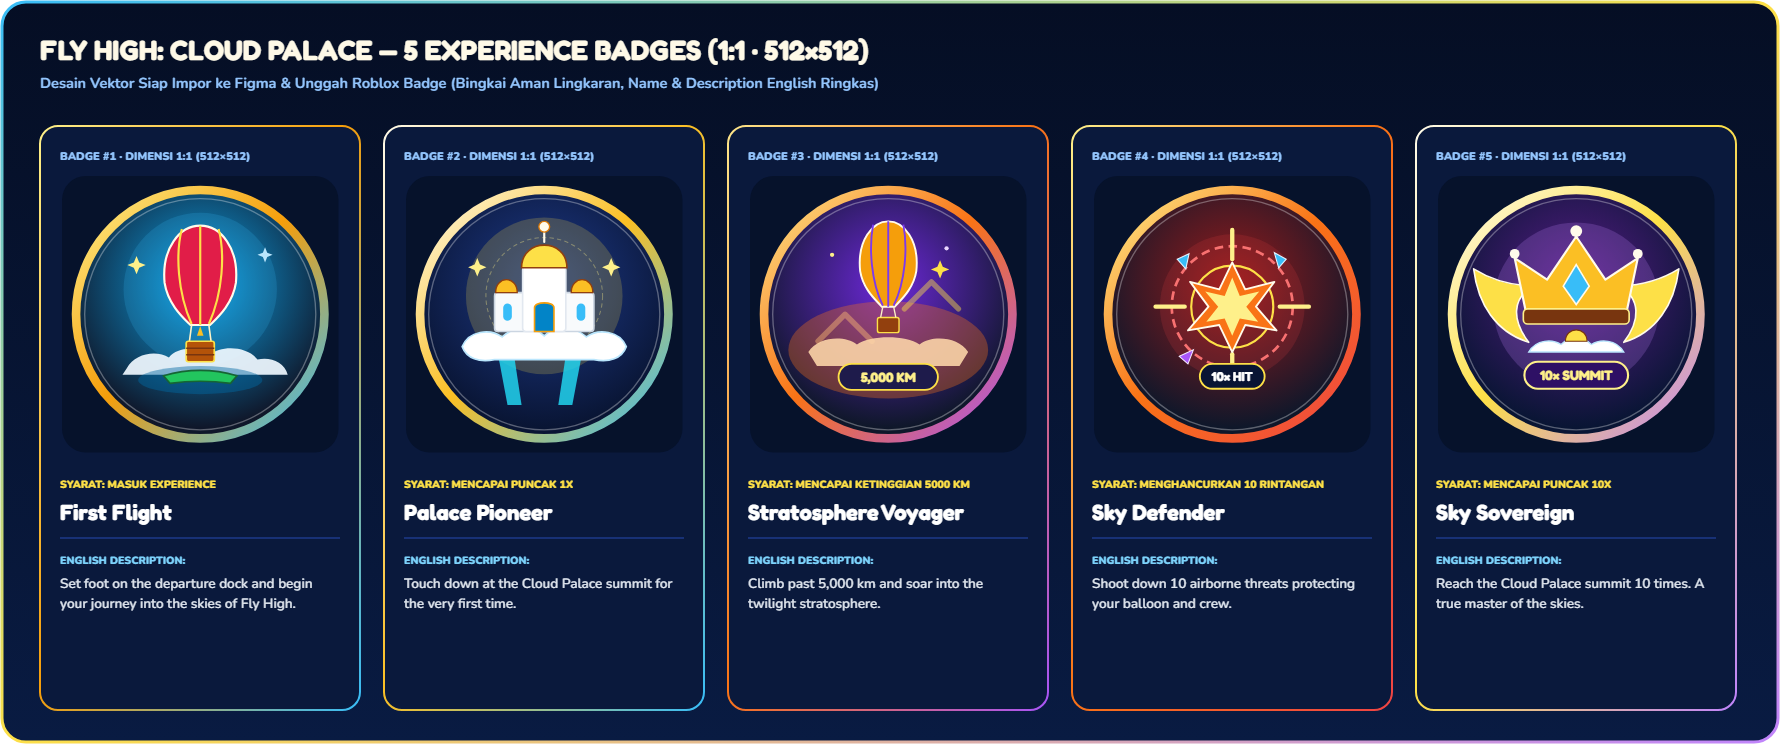 FLY HIGH: CLOUD PALACE — 5 EXPERIENCE BADGES (1:1 · 512×512)
Desain Vektor Siap Impor ke Figma & Unggah Roblox Badge (Bingkai Aman Lingkaran, Name & Description English Ringkas)
BADGE #1 · DIMENSI 1:1 (512×512)
SYARAT: MASUK EXPERIENCE
First Flight
ENGLISH DESCRIPTION:
Set foot on the departure dock and begin
your journey into the skies of Fly High.
BADGE #2 · DIMENSI 1:1 (512×512)
SYARAT: MENCAPAI PUNCAK 1X
Palace Pioneer
ENGLISH DESCRIPTION:
Touch down at the Cloud Palace summit for
the very first time.
BADGE #3 · DIMENSI 1:1 (512×512)
5,000 KM
SYARAT: MENCAPAI KETINGGIAN 5000 KM
Stratosphere Voyager
ENGLISH DESCRIPTION:
Climb past 5,000 km and soar into the
twilight stratosphere.
BADGE #4 · DIMENSI 1:1 (512×512)
10x HIT
SYARAT: MENGHANCURKAN 10 RINTANGAN
Sky Defender
ENGLISH DESCRIPTION:
Shoot down 10 airborne threats protecting
your balloon and crew.
BADGE #5 · DIMENSI 1:1 (512×512)
10x SUMMIT
SYARAT: MENCAPAI PUNCAK 10X
Sky Sovereign
ENGLISH DESCRIPTION:
Reach the Cloud Palace summit 10 times. A
true master of the skies.